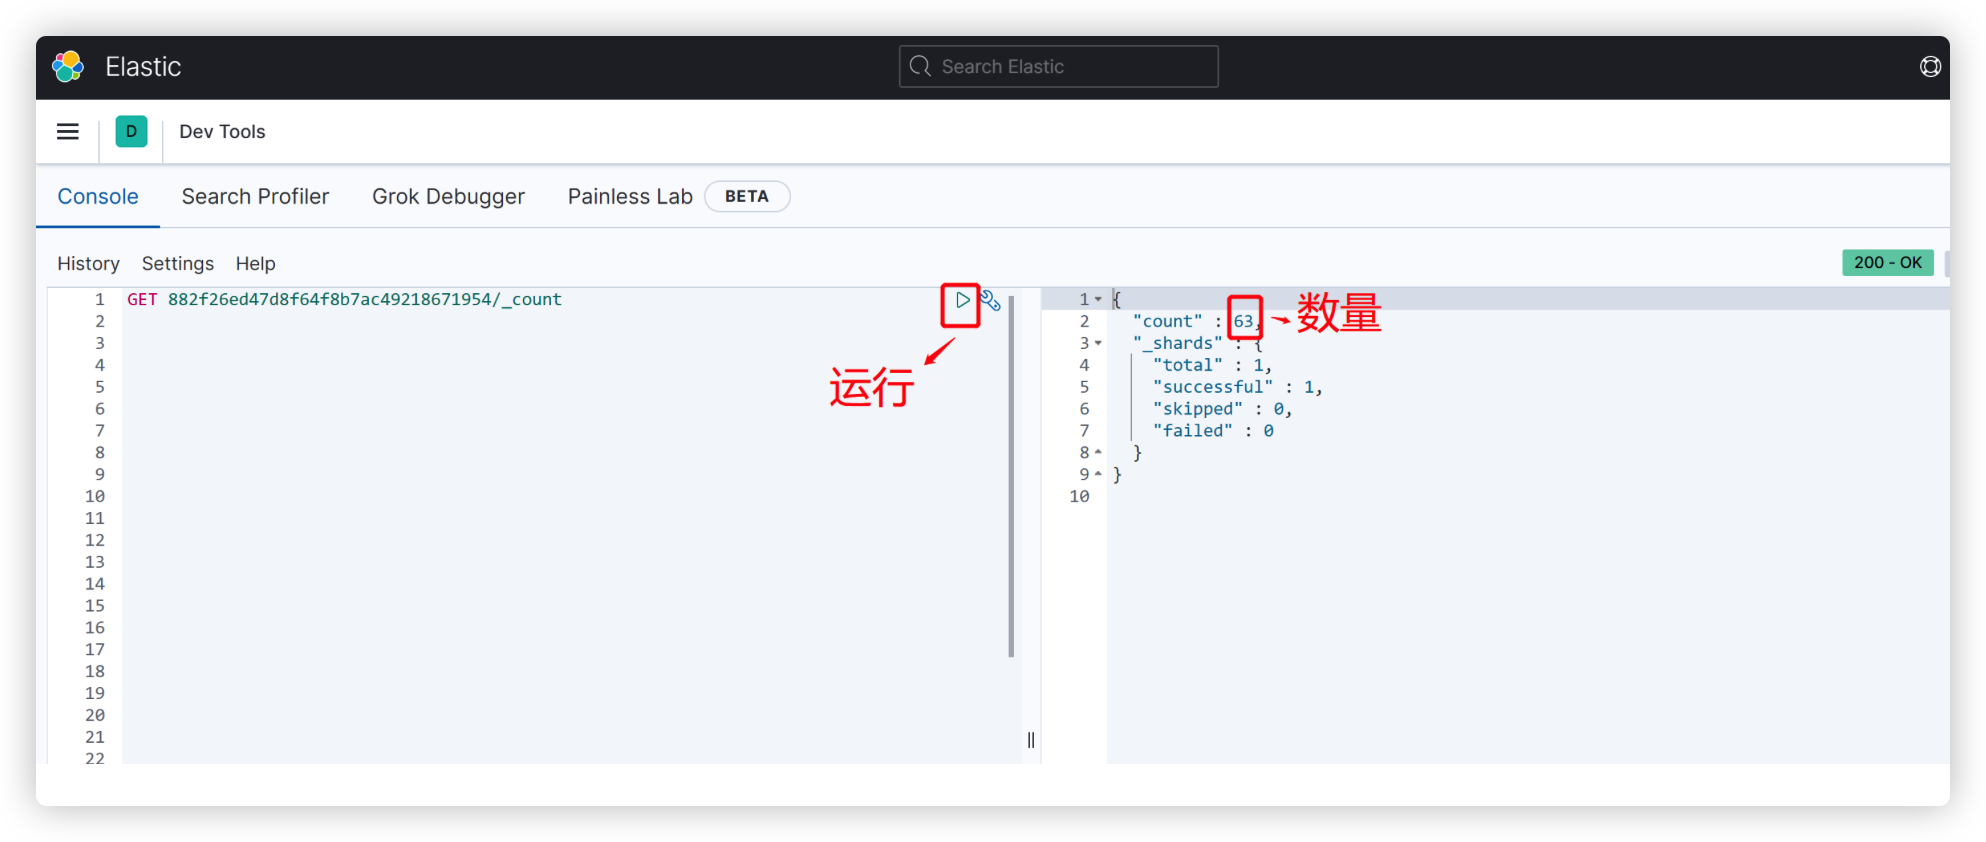 Elastic
Search Elastic
D
Dev Tools
Console
Search Profiler
Grok Debugger
Painless Lab
BETA
History
Settings
Help
200 - OK
1 GET 882f26ed47d8f64f8b7ac49218671954/_count
2
3
4
5
6
7
8
9
10
11
12
13
14
15
16
17
18
19
20
21
22
运行
1 {
2 "count" : 63,
3 "_shards" : {
4 "total" : 1,
5 "successful" : 1,
6 "skipped" : 0,
7 "failed" : 0
8 }
9 }
10
数量